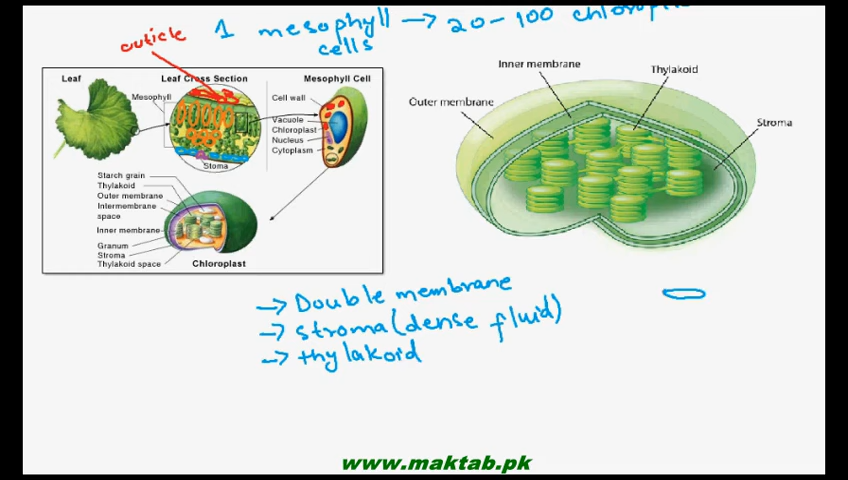 1 mesophyll → 20-100
cells
cuticle
Leaf
Leaf Cross Section
Mesophyll Cell
Mesophyll
Stoma
Cell wall
Vacuole
Chloroplast
Nucleus
Cytoplasm
Starch grain
Thylakoid
Outer membrane
Intermembrane
space
Inner membrane
Granum
Stroma
Thylakoid space
Chloroplast
Inner membrane
Thylakoid
Outer membrane
Stroma
→ Double membrane
→ stroma (dense fluid)
→ thylakoid
www.maktab.pk